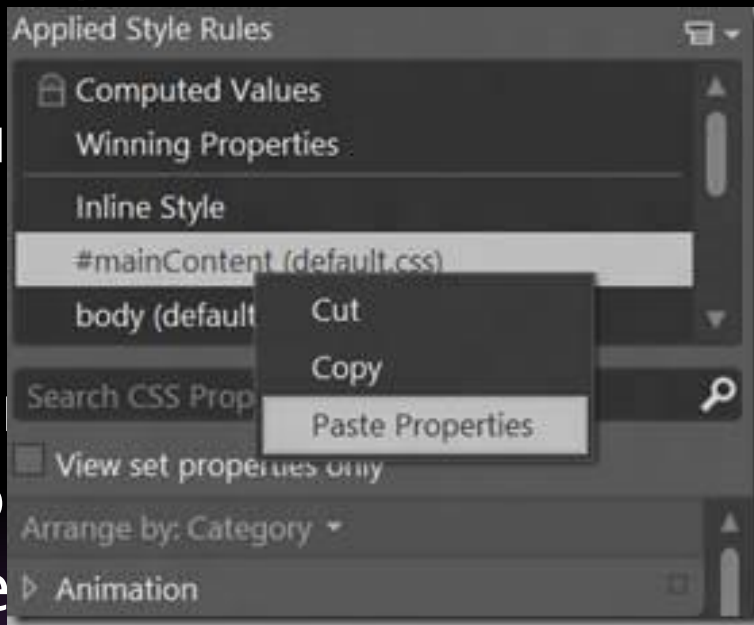 Applied Style Rules
Computed Values
Winning Properties
Inline Style
#mainContent (default.css)
body (default
Cut
Copy
Paste Properties
Search CSS Prop
View set properties only
Arrange by: Category
Animation